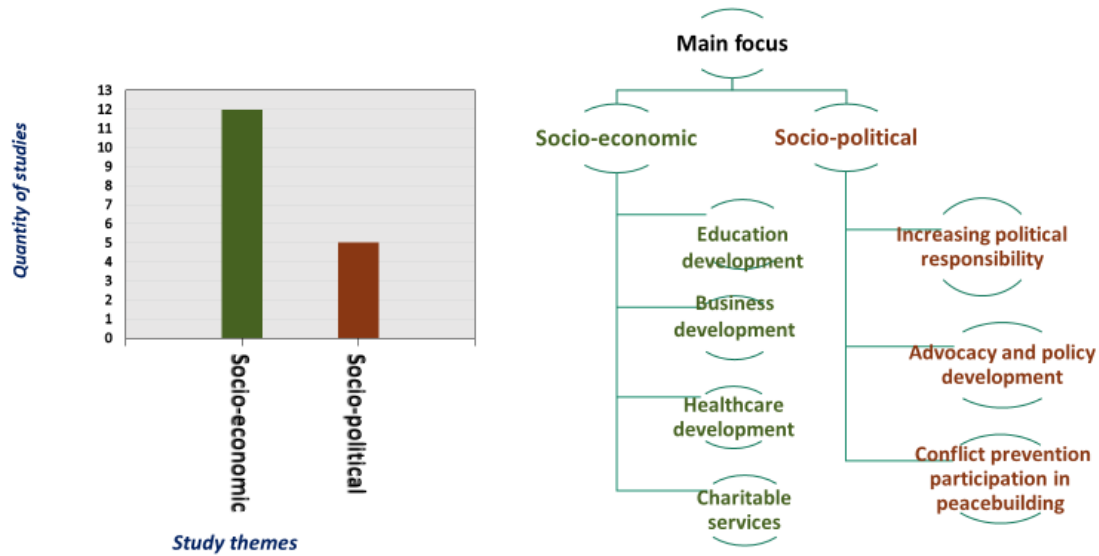 Quantity of studies
13
12
11
10
9
8
7
6
5
4
3
2
1
0
Socio-economic
Socio-political
Study themes
Main focus
Socio-economic
Education
development
Business
development
Healthcare
development
Charitable
services
Socio-political
Increasing political
responsibility
Advocacy and policy
development
Conflict prevention
participation in
peacebuilding